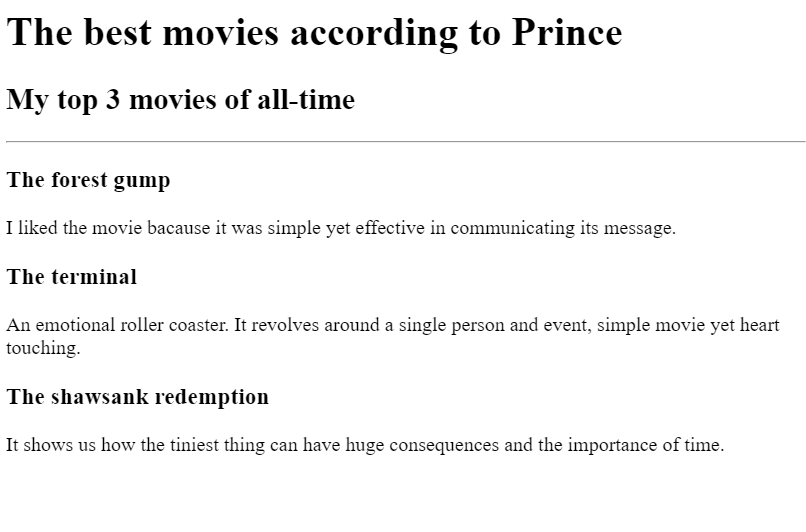 The best movies according to Prince
My top 3 movies of all-time
The forest gump
I liked the movie bacause it was simple yet effective in communicating its message.
The terminal
An emotional roller coaster. It revolves around a single person and event, simple movie yet heart
touching.
The shawsank redemption
It shows us how the tiniest thing can have huge consequences and the importance of time.